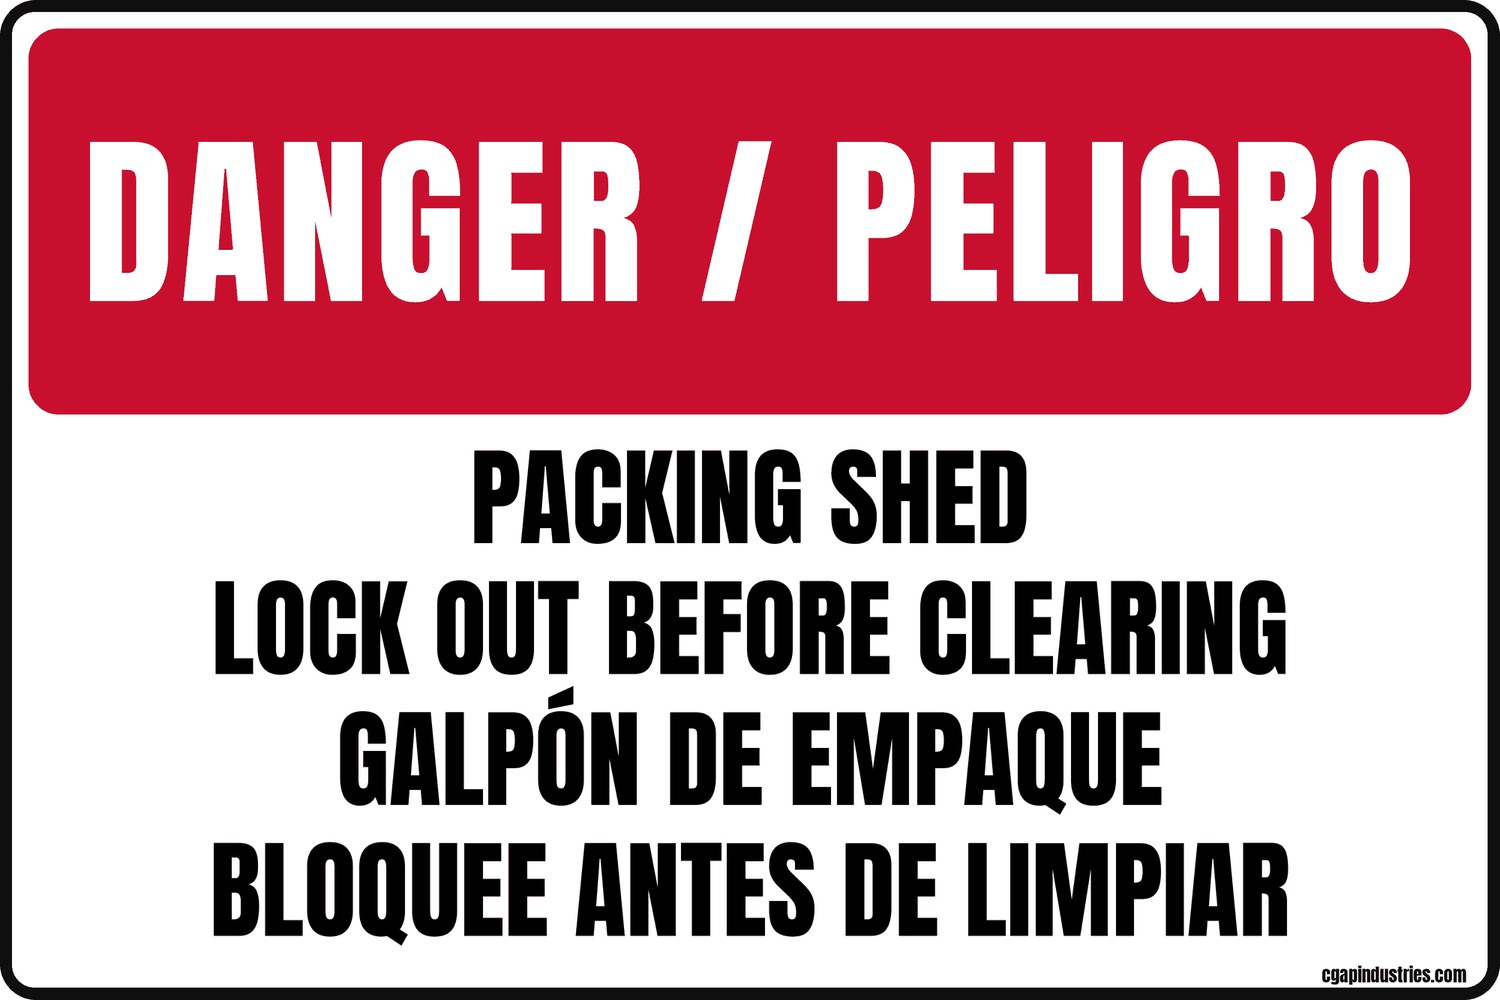 DANGER / PELIGRO
PACKING SHED
LOCK OUT BEFORE CLEARING
GALPÓN DE EMPAQUE
BLOQUEE ANTES DE LIMPIAR
cgapindustries.com